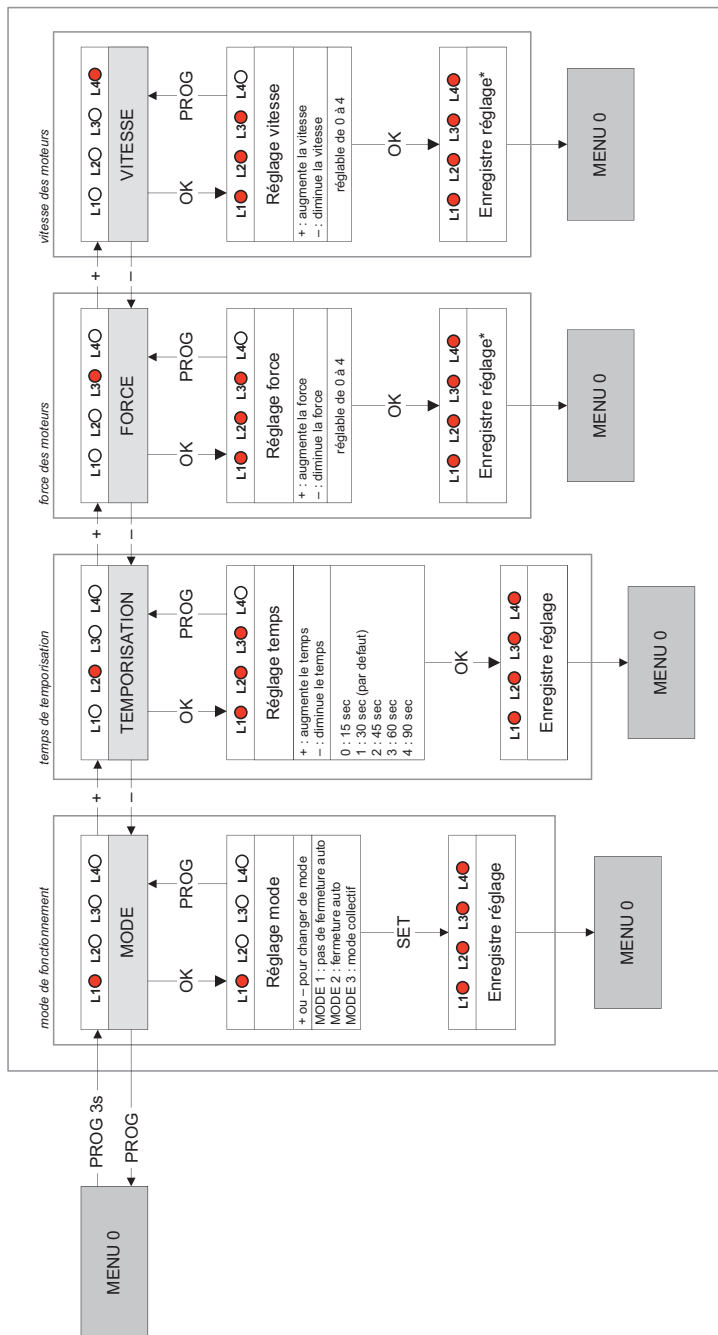 MENU 0
PROG 3s
PROG
mode de fonctionnement
L1 L2 L3 L4
MODE
OK
PROG
L1 L2 L3 L4
Réglage mode
+ ou – pour changer de mode
MODE 1 : pas de fermeture auto
MODE 2 : fermeture auto
MODE 3 : mode collectif
SET
L1 L2 L3 L4
Enregistre réglage
MENU 0
+
–
temps de temporisation
L1 L2 L3 L4
TEMPORISATION
OK
PROG
L1 L2 L3 L4
Réglage temps
+ : augmente le temps
– : diminue le temps
0 : 15 sec
1 : 30 sec (par defaut)
2 : 45 sec
3 : 60 sec
4 : 90 sec
OK
L1 L2 L3 L4
Enregistre réglage
MENU 0
+
–
force des moteurs
L1 L2 L3 L4
FORCE
OK
PROG
L1 L2 L3 L4
Réglage force
+ : augmente la force
– : diminue la force
réglable de 0 à 4
OK
L1 L2 L3 L4
Enregistre réglage*
MENU 0
+
–
vitesse des moteurs
L1 L2 L3 L4
VITESSE
OK
PROG
L1 L2 L3 L4
Réglage vitesse
+ : augmente la vitesse
– : diminue la vitesse
réglable de 0 à 4
OK
L1 L2 L3 L4
Enregistre réglage*
MENU 0